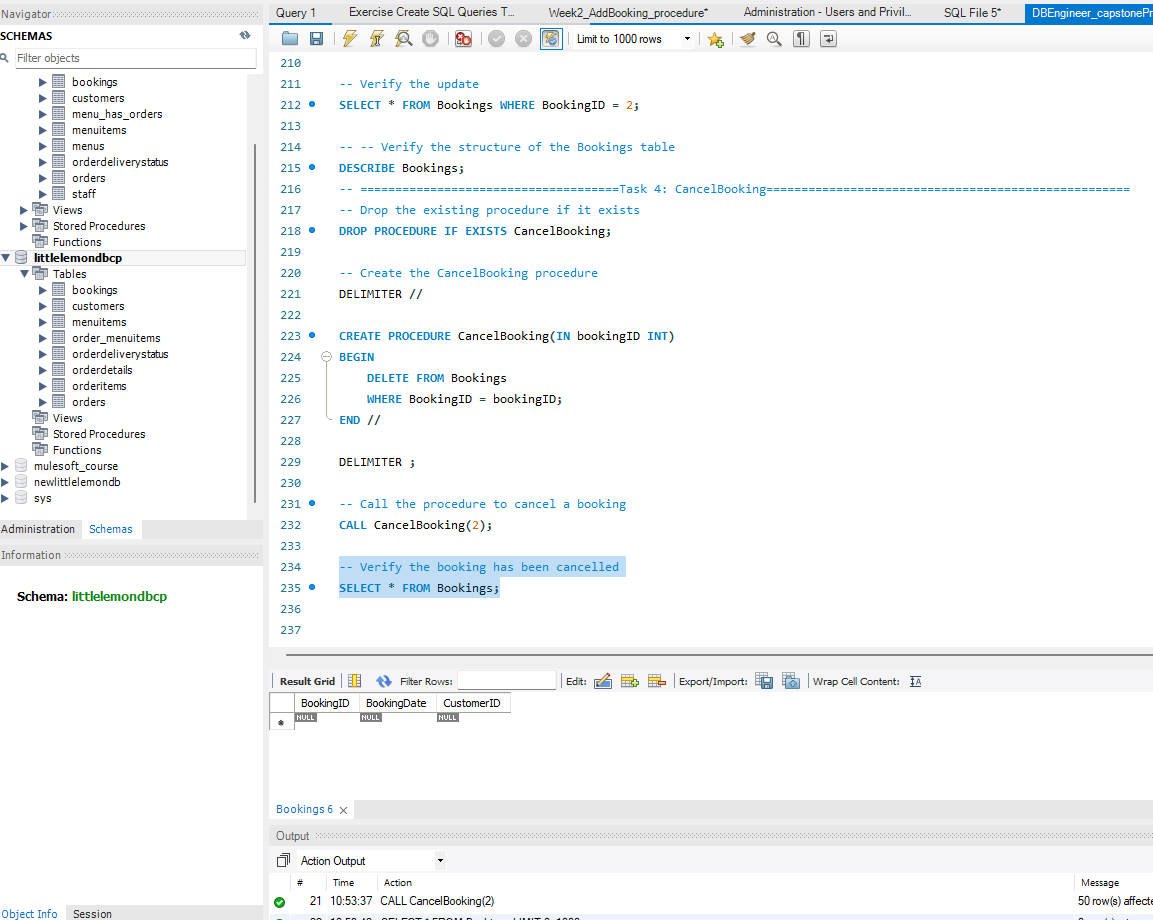 Navigator
Query 1
Exercise Create SQL Queries T...
Week2_AddBooking_procedure*
Administration - Users and Privil...
SQL File 5*
SCHEMAS
Filter objects
bookings
customers
menu_has_orders
menuitems
menus
orderdeliverystatus
orders
staff
Views
Stored Procedures
Functions
littlelemondbcp
Tables
bookings
customers
menuitems
order_menuitems
orderdeliverystatus
orderdetails
orderitems
orders
Views
Stored Procedures
Functions
mulesoft_course
newlittlelemondb
sys
Administration Schemas
Information
Schema: littlelemondbcp
Object Info Session
Limit to 1000 rows
210
211 -- Verify the update
212 SELECT * FROM Bookings WHERE BookingID = 2;
213
214 -- -- Verify the structure of the Bookings table
215 DESCRIBE Bookings;
216 -- =====================================Task 4: CancelBooking====================================================
217 -- Drop the existing procedure if it exists
218 DROP PROCEDURE IF EXISTS CancelBooking;
219
220 -- Create the CancelBooking procedure
221 DELIMITER //
222
223 CREATE PROCEDURE CancelBooking(IN bookingID INT)
224 BEGIN
225 DELETE FROM Bookings
226 WHERE BookingID = bookingID;
227 END //
228
229 DELIMITER ;
230
231 -- Call the procedure to cancel a booking
232 CALL CancelBooking(2);
233
234 -- Verify the booking has been cancelled
235 SELECT * FROM Bookings;
236
237
Result Grid Filter Rows: Edit: Export/Import: Wrap Cell Content:
BookingID BookingDate CustomerID
NULL NULL NULL
Bookings 6
Output
Action Output
# Time Action Message
21 10:53:37 CALL CancelBooking(2) 50 row(s)